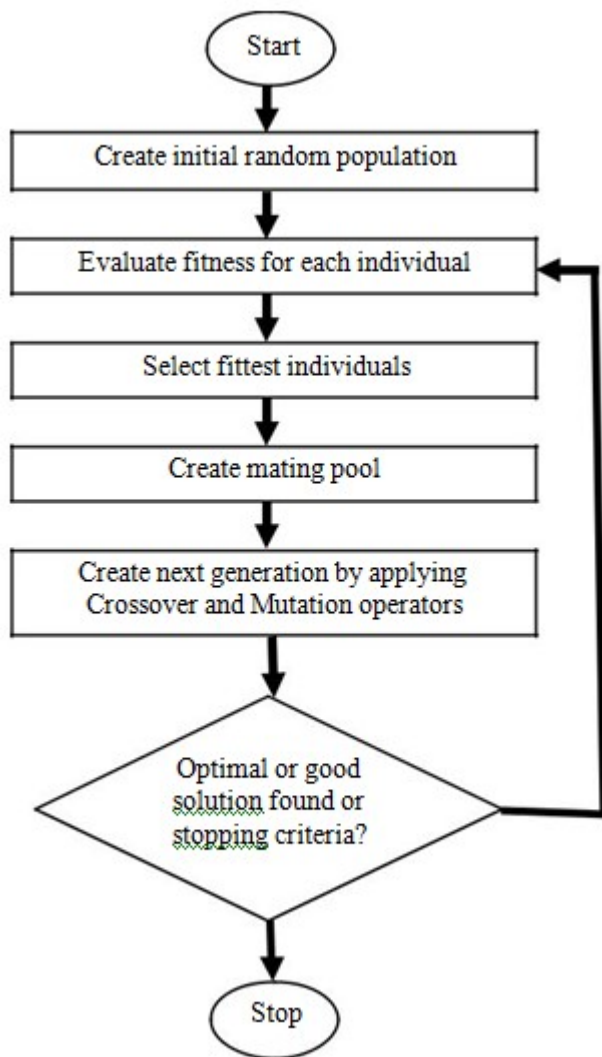 Start
Create initial random population
Evaluate fitness for each individual
Select fittest individuals
Create mating pool
Create next generation by applying
Crossover and Mutation operators
Optimal or good
solution found or
stopping criteria?
Stop